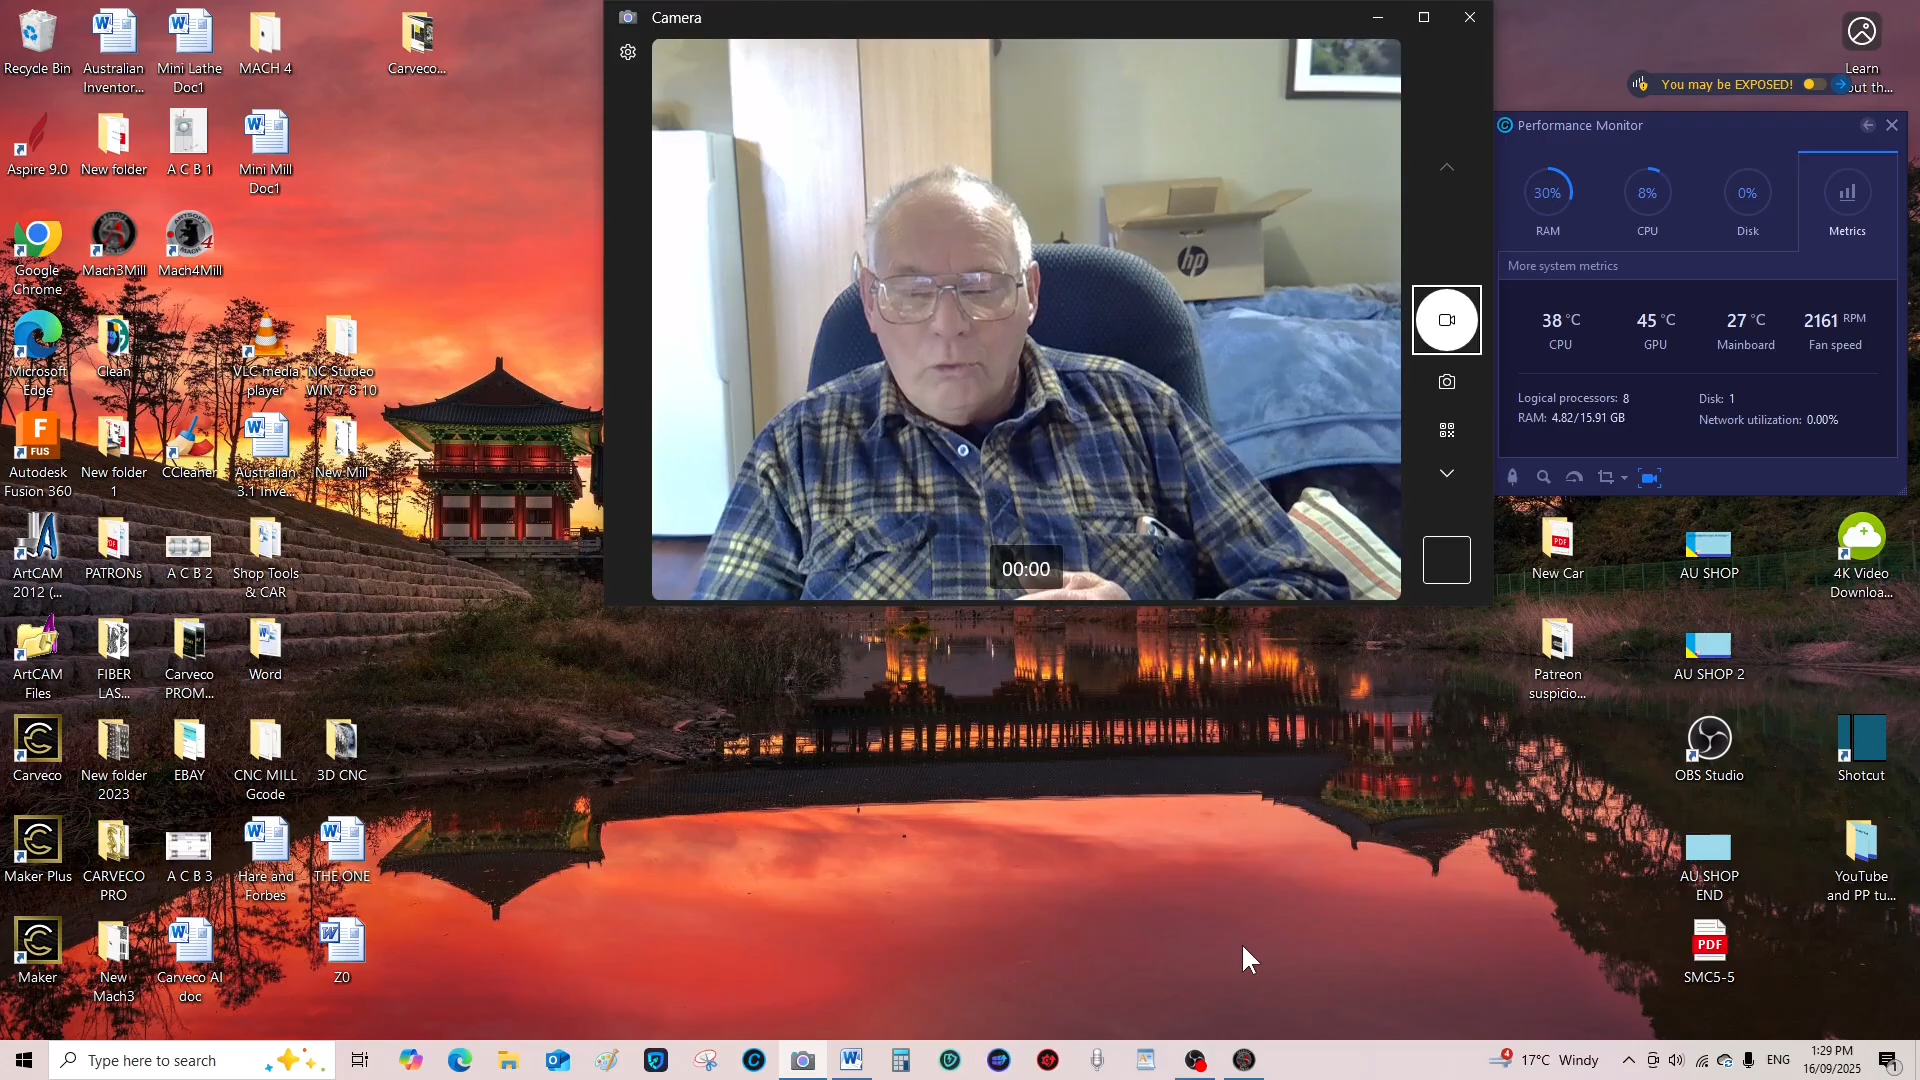 Camera
Recycle Bin
Australian
Inventor...
Mini Lathe
Doc1
MACH 4
Carveco...
Learn
out th...
You may be EXPOSED!
Performance Monitor
Aspire 9.0
New folder
A C B 1
Mini Mill
Doc1
hp
30%
8%
0%
RAM
CPU
Disk
Metrics
Google
Chrome
Mach3Mill
Mach4Mill
More system metrics
38 °C
45 °C
27 °C
2161 RPM
CPU
GPU
Mainboard
Fan speed
Microsoft
Edge
Clean
VLC media
player
NC Studeo
WIN 7 8 10
Logical processors: 8
Disk: 1
RAM: 4.82/15.91 GB
Network utilization: 0.00%
Autodesk
Fusion 360
New folder
1
CCleaner
Australian
3.1 Inve...
New Mill
00:00
ArtCAM
2012 (...
PATRONs
A C B 2
Shop Tools
& CAR
New Car
AU SHOP
4K Video
Downloa...
ArtCAM
Files
FIBER
LAS...
Carveco
PROM...
Word
Patreon
suspicio...
AU SHOP 2
Carveco
New folder
2023
EBAY
CNC MILL
Gcode
3D CNC
OBS Studio
Shotcut
Maker Plus
CARVECO
PRO
A C B 3
Hare and
Forbes
THE ONE
AU SHOP
END
YouTube
and PP tu...
PDF
Maker
New
Mach3
Carveco AI
doc
Z0
SMC5-5
Type here to search
4
17°C Windy
ENG
1:29 PM
16/09/2025
1